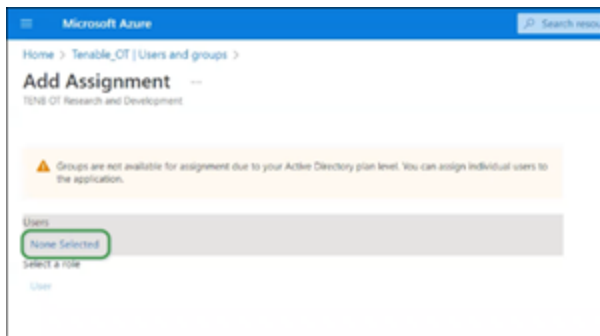 Microsoft Azure
Search resou
Home > Tenable_OT | Users and groups >
Add Assignment ...
TENB OT Research and Development
Groups are not available for assignment due to your Active Directory plan level. You can assign individual users to
the application.
Users
None Selected
Select a role
User